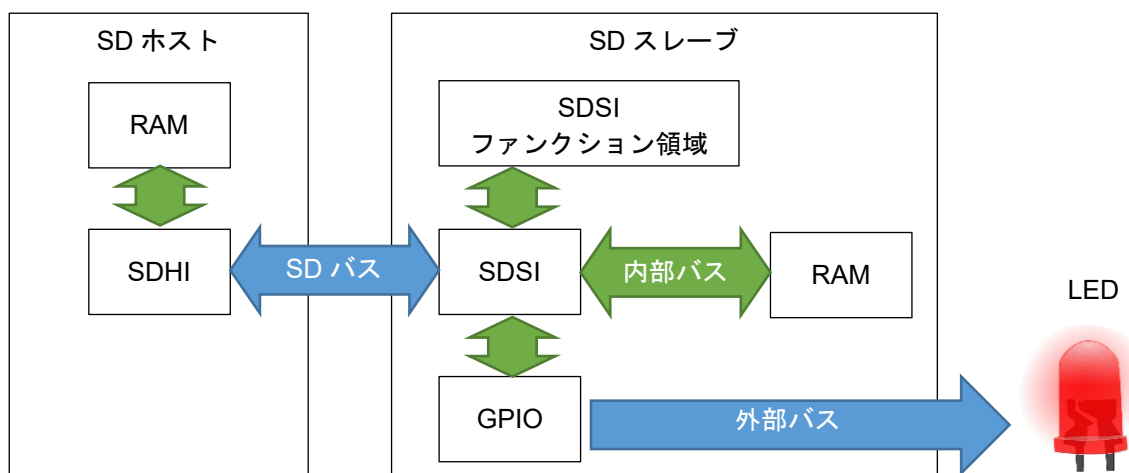 SD ホスト
RAM
SDHI
SD バス
SD スレーブ
SDSI
ファンクション領域
SDSI
内部バス
RAM
GPIO
外部バス
LED